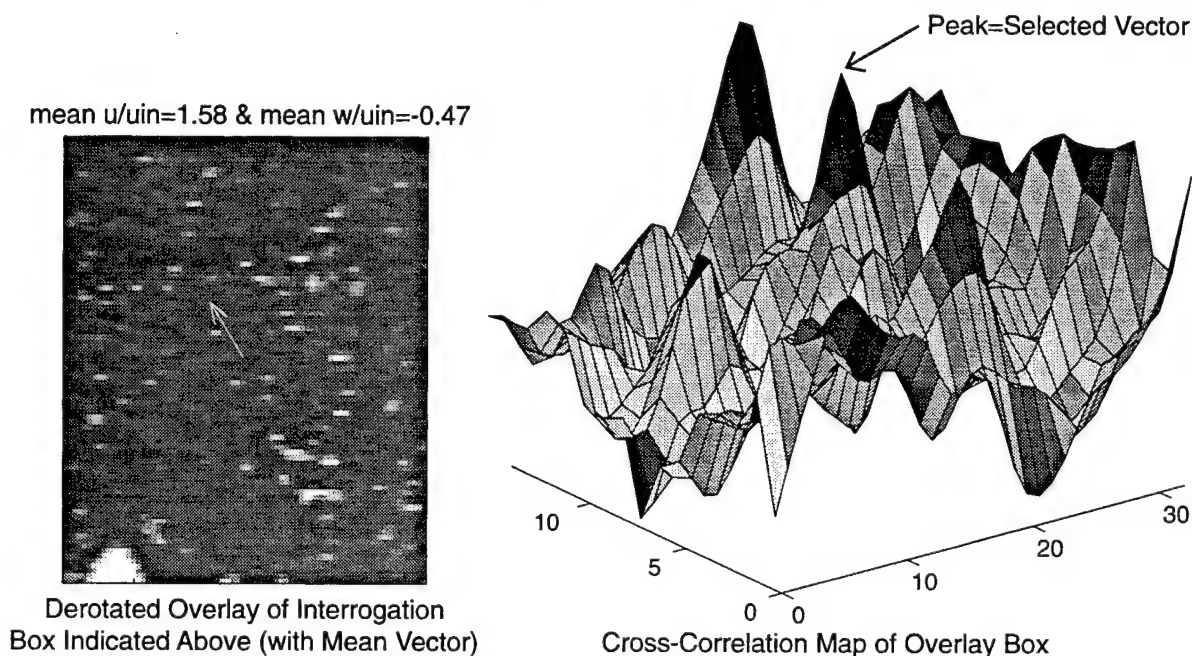 Peak=Selected Vector
mean u/uin=1.58 & mean w/uin=-0.47
10
5
0
0
10
20
30
Derotated Overlay of Interrogation
Box Indicated Above (with Mean Vector)
Cross-Correlation Map of Overlay Box